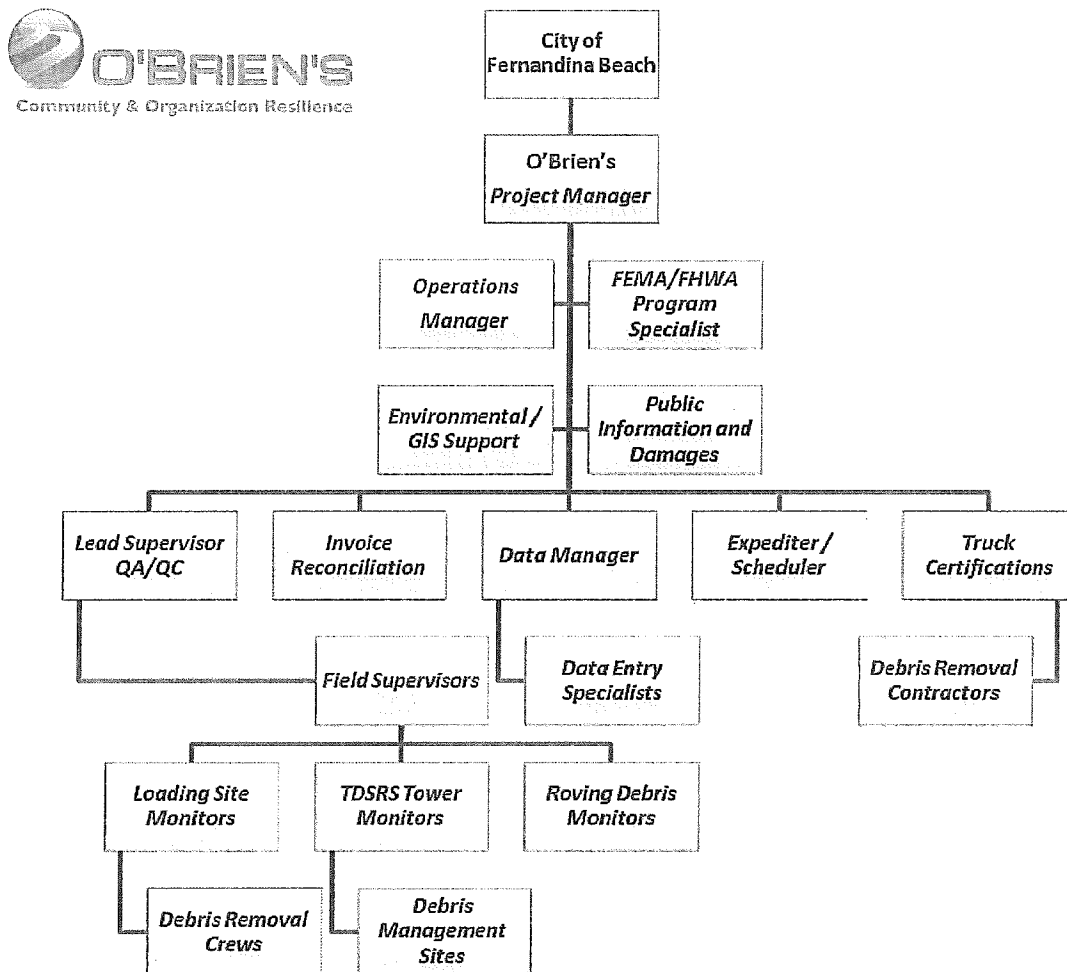 O'BRIEN'S
Community & Organization Resilience
City of
Fernandina Beach
O'Brien's
Project Manager
Operations
Manager
FEMA/FHWA
Program
Specialist
Environmental /
GIS Support
Public
Information and
Damages
Lead Supervisor
QA/QC
Invoice
Reconciliation
Data Manager
Expediter /
Scheduler
Truck
Certifications
Field Supervisors
Data Entry
Specialists
Debris Removal
Contractors
Loading Site
Monitors
TDSRS Tower
Monitors
Roving Debris
Monitors
Debris Removal
Crews
Debris
Management
Sites